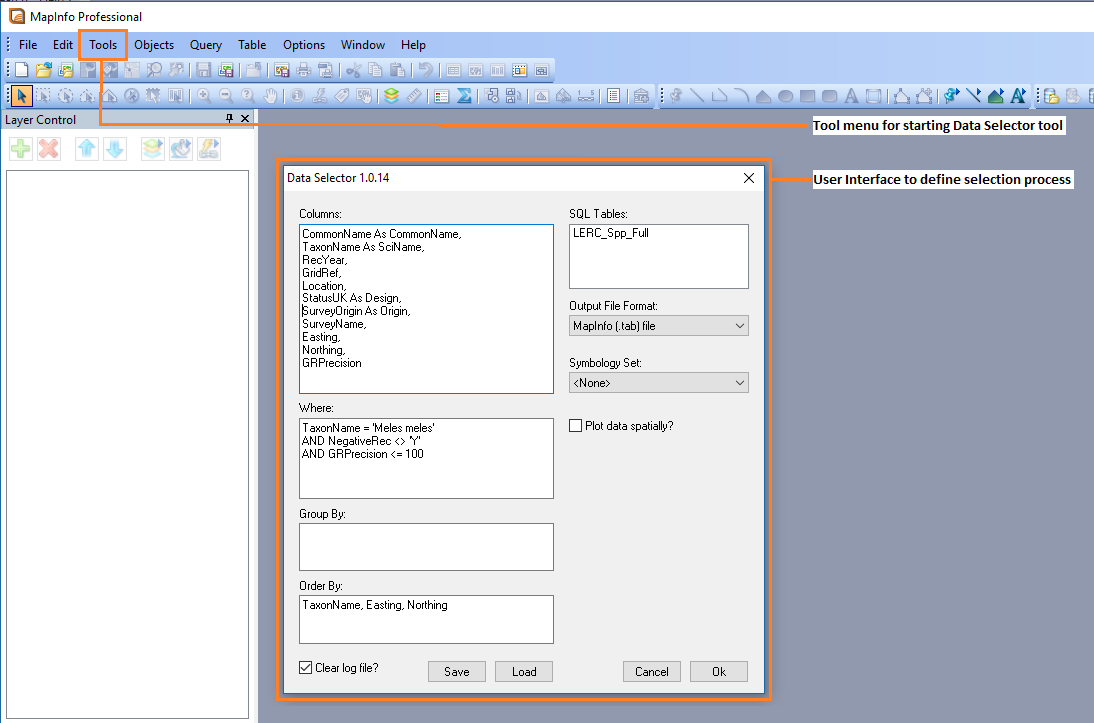 MapInfo Professional
File Edit Tools Objects Query Table Options Window Help
Layer Control
Tool menu for starting Data Selector tool
User Interface to define selection process
Data Selector 1.0.14
Columns:
CommonName As CommonName,
TaxonName As SciName,
RecYear,
GridRef,
Location,
StatusUK As Design,
SurveyOrigin As Origin,
SurveyName,
Easting,
Northing,
GRPrecision
SQL Tables:
LERC_Spp_Full
Output File Format:
MapInfo (.tab) file
Symbology Set:
<None>
Plot data spatially?
Where:
TaxonName = 'Meles meles'
AND NegativeRec <> 'Y'
AND GRPrecision <= 100
Group By:
Order By:
TaxonName, Easting, Northing
Clear log file?
Save Load Cancel Ok